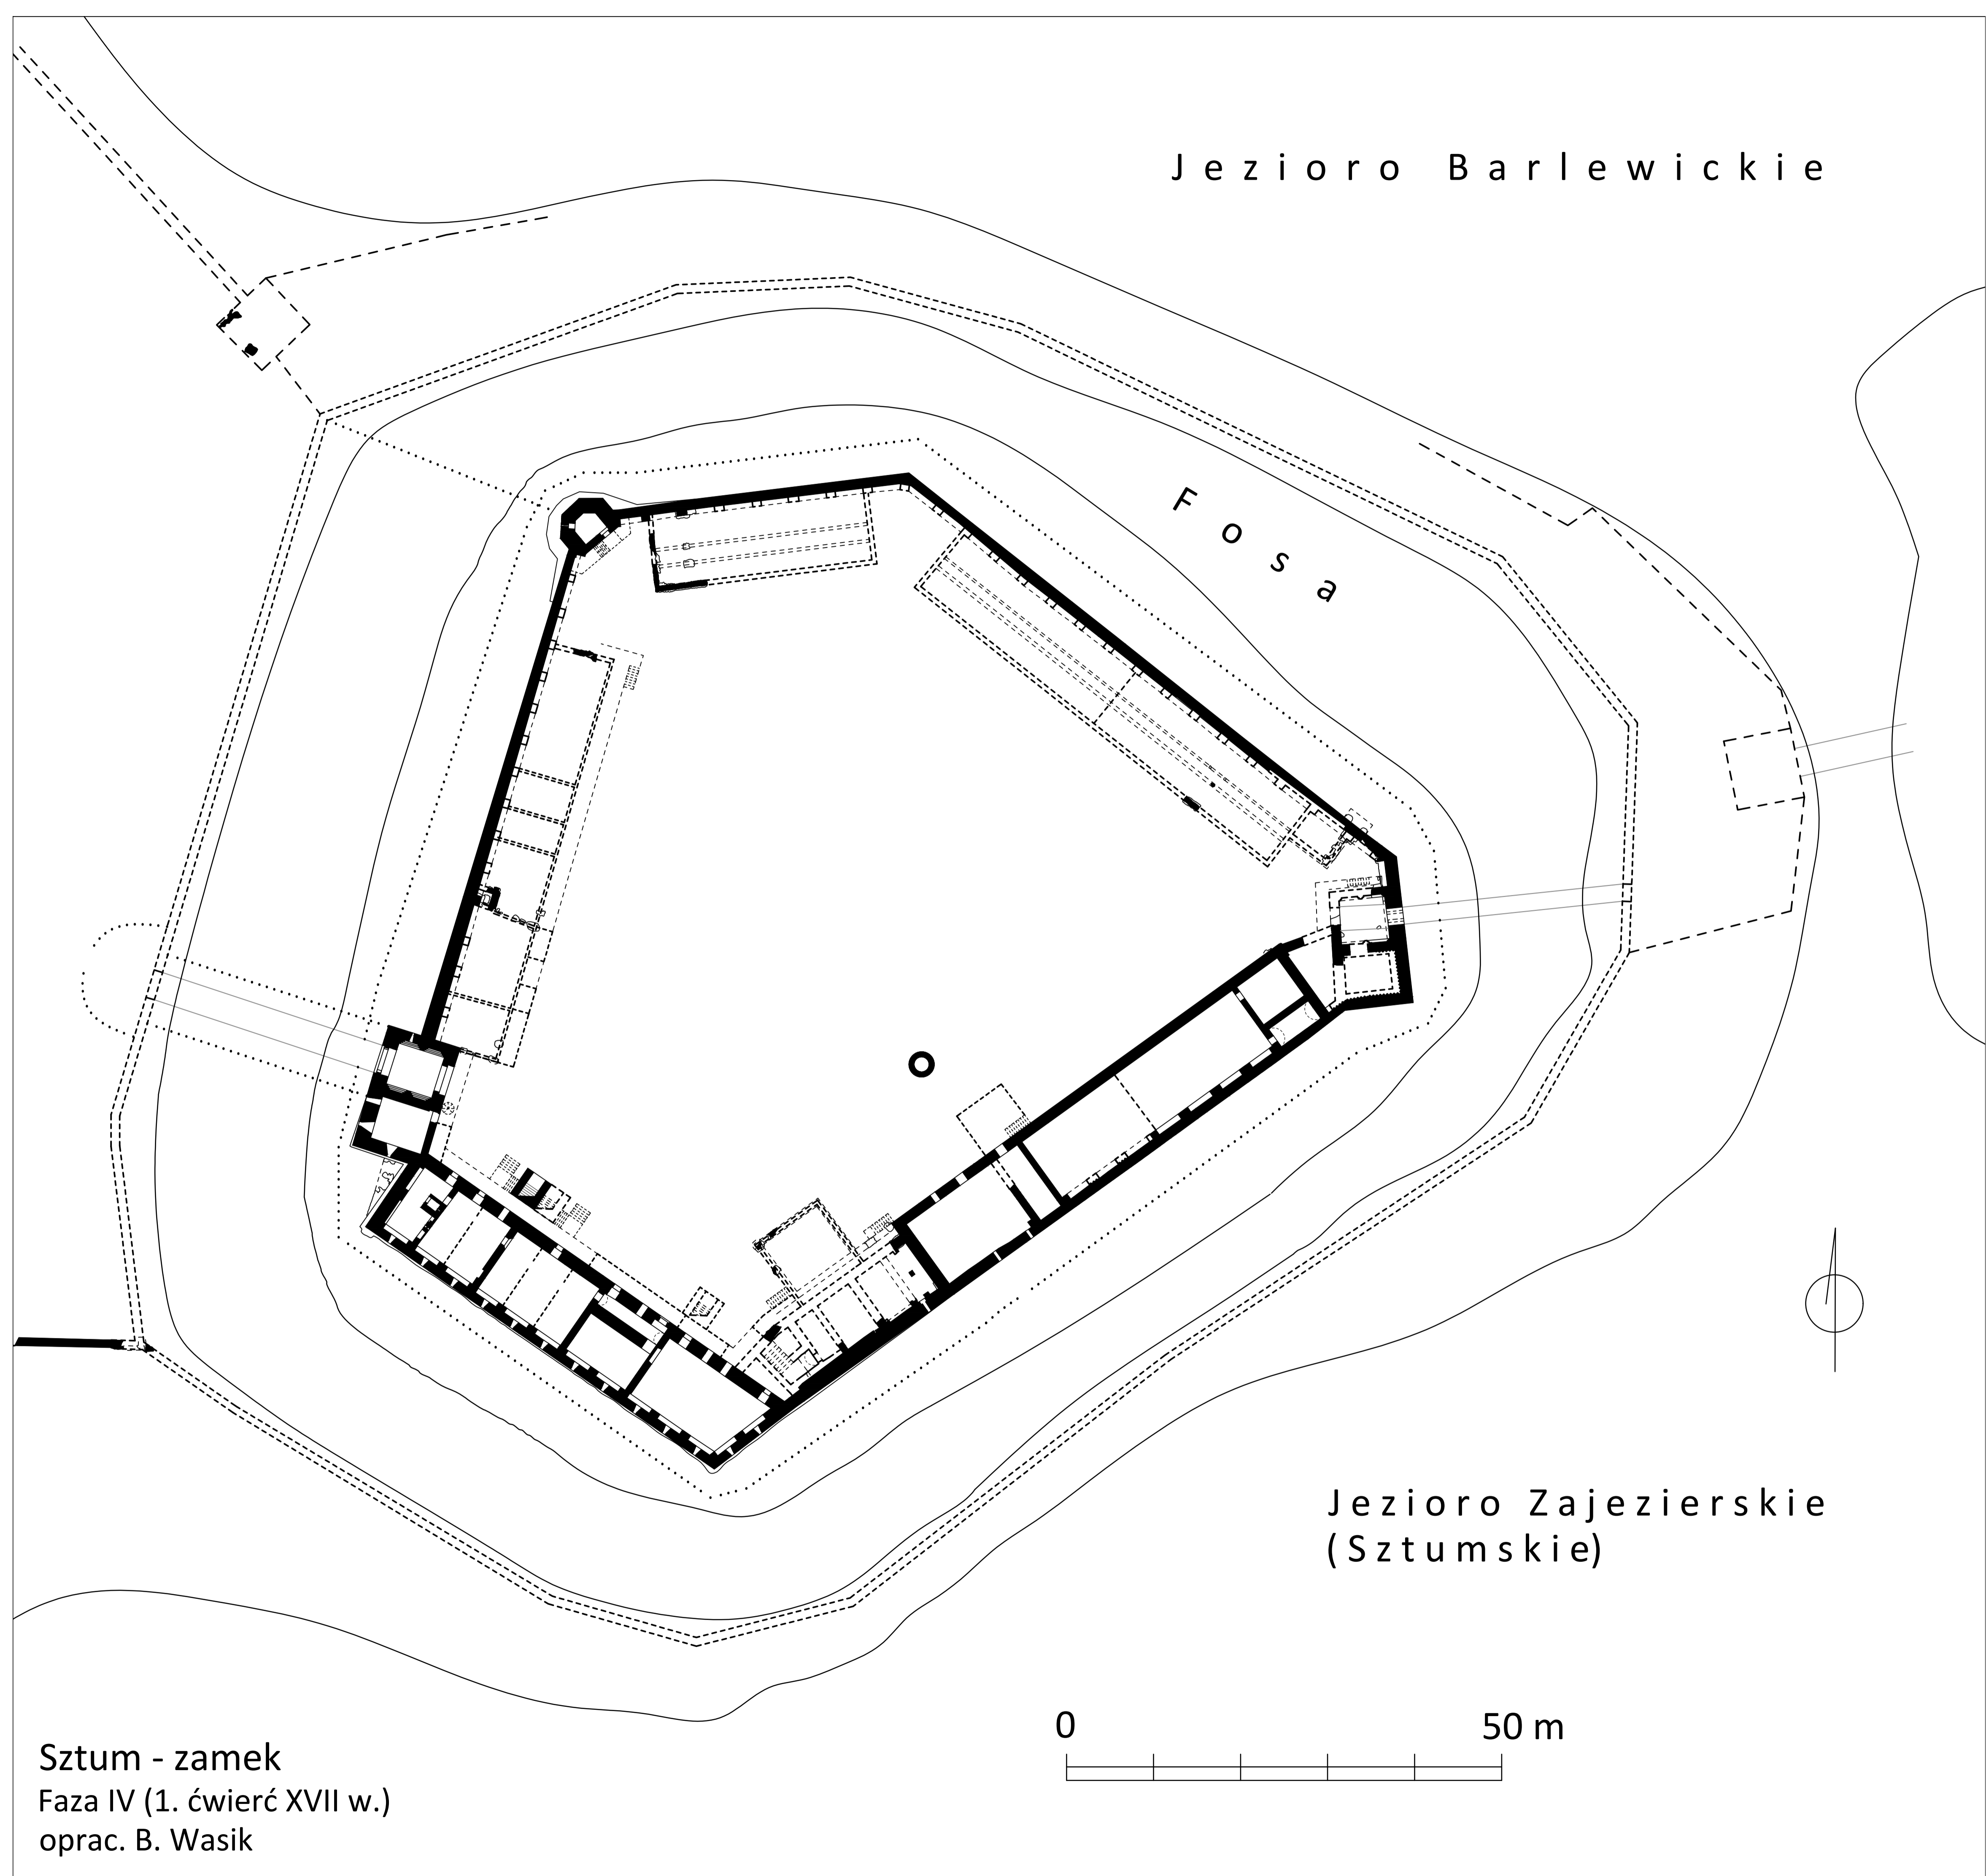 Jezioro Barlewickie
Fosa
Jezioro Zajezierskie
(Sztumskie)
0 50 m
Sztum - zamek
Faza IV (1. ćwierć XVII w.)
oprac. B. Wasik